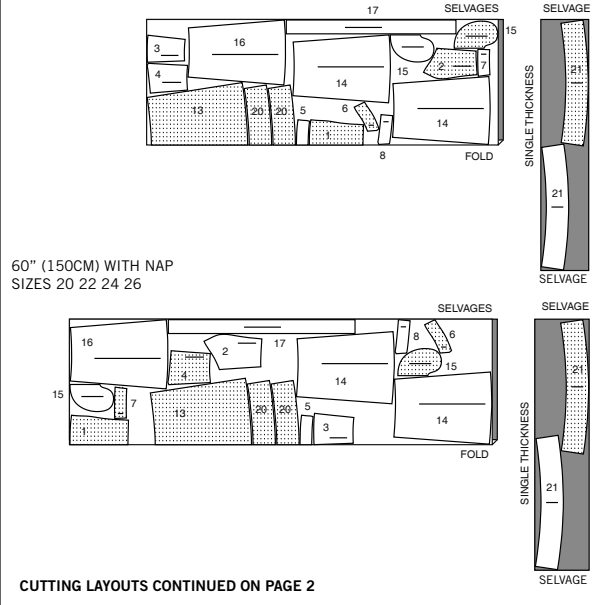 17
SELVAGES
SELVAGE
15
3
16
4
14
15
2
7
21
SINGLE THICKNESS
13
20
20
5
6
1
14
8
FOLD
21
SELVAGE
60” (150CM) WITH NAP
SIZES 20 22 24 26
SELVAGES
SELVAGE
16
2
17
8
6
4
15
14
21
15
7
1
13
20
20
5
3
14
SINGLE THICKNESS
FOLD
21
SELVAGE
CUTTING LAYOUTS CONTINUED ON PAGE 2